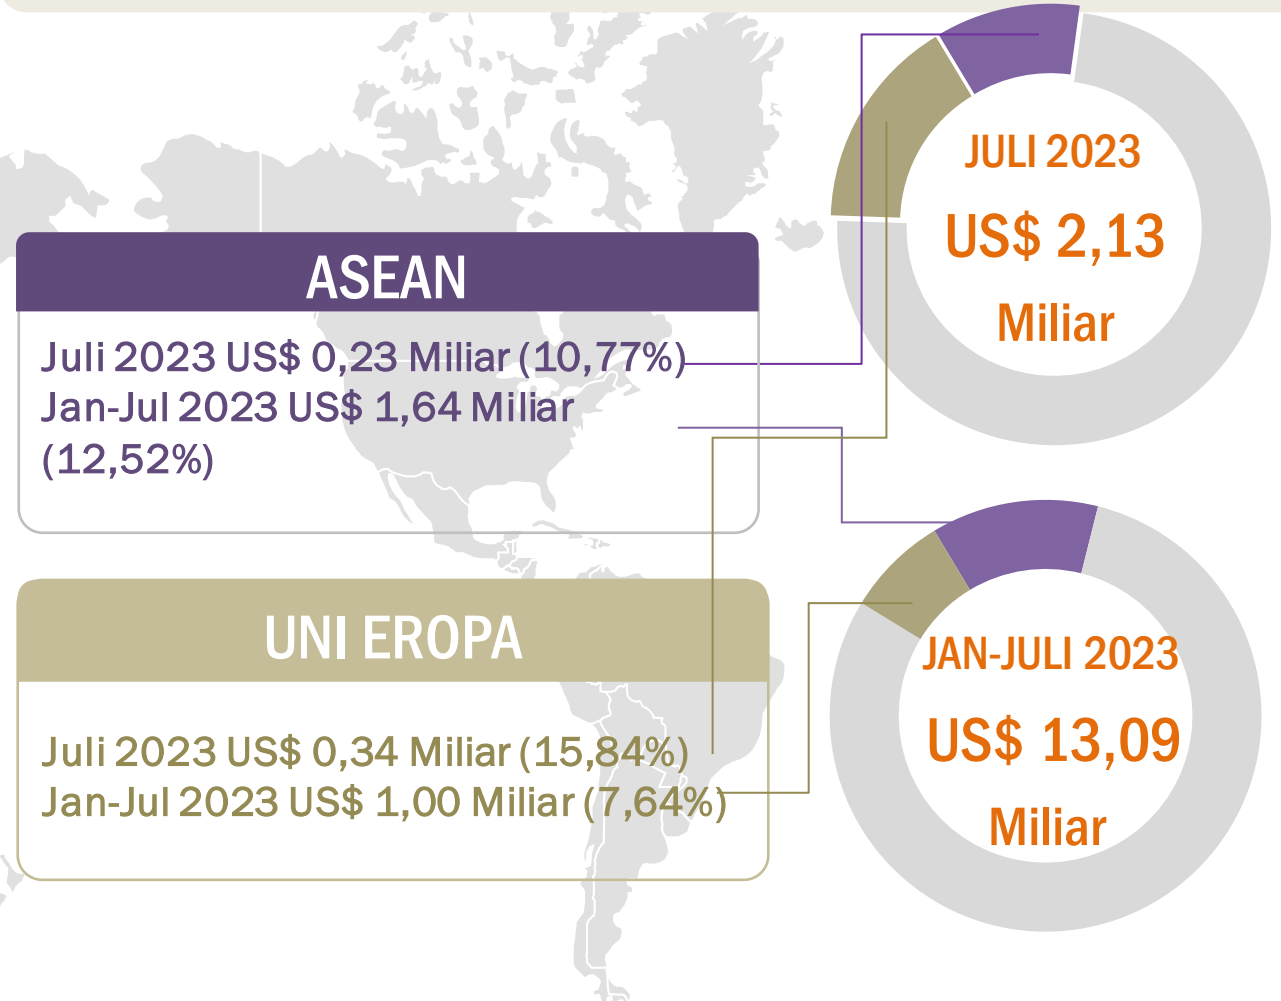 ASEAN
Juli 2023 US$ 0,23 Miliar (10,77%)
Jan-Jul 2023 US$ 1,64 Miliar
(12,52%)
UNI EROPA
Juli 2023 US$ 0,34 Miliar (15,84%)
Jan-Jul 2023 US$ 1,00 Miliar (7,64%)
JULI 2023
US$ 2,13
Miliar
JAN-JULI 2023
US$ 13,09
Miliar